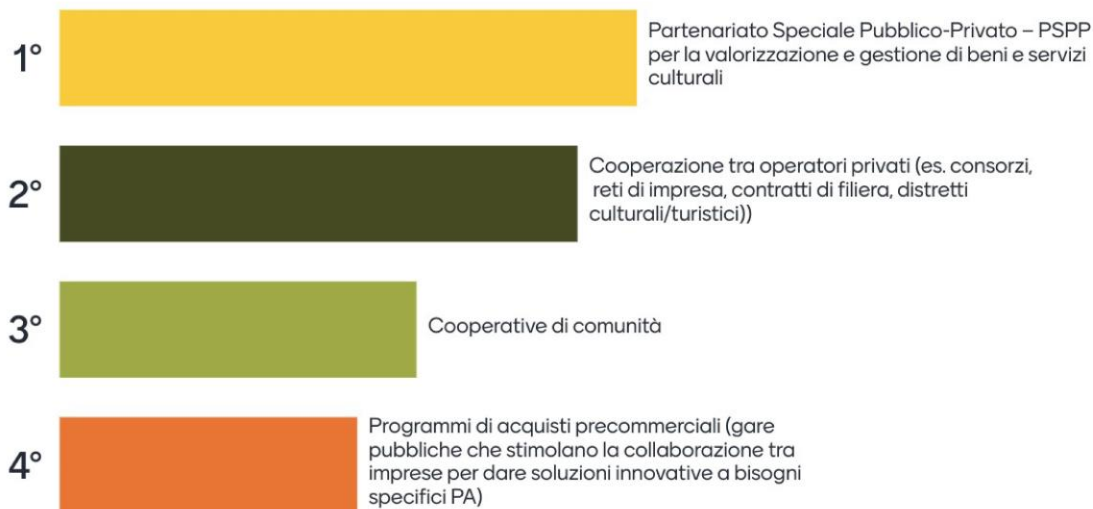 1°
Partenariato Speciale Pubblico-Privato – PSPP
per la valorizzazione e gestione di beni e servizi
culturali
2°
Cooperazione tra operatori privati (es. consorzi,
reti di impresa, contratti di filiera, distretti
culturali/turistici))
3°
Cooperative di comunità
4°
Programmi di acquisti precommerciali (gare
pubbliche che stimolano la collaborazione tra
imprese per dare soluzioni innovative a bisogni
specifici PA)